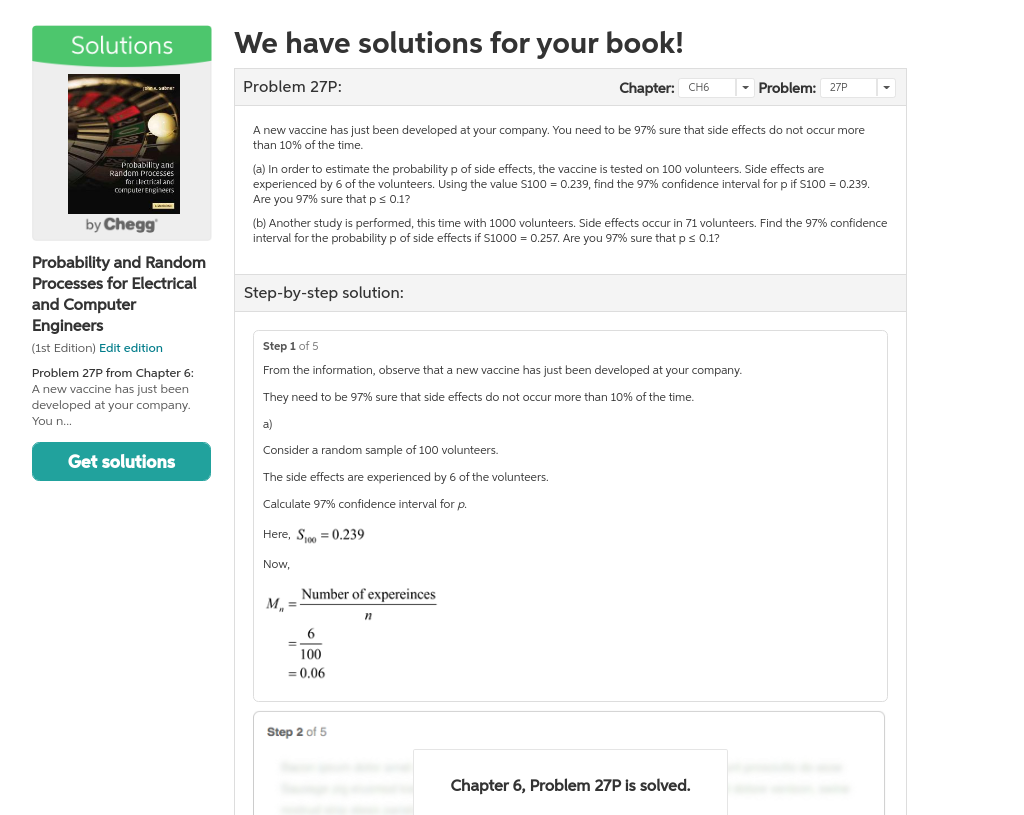 Solutions
John A. Gubner
Probability and
Random Processes
for Electrical and
Computer Engineers
by Chegg
Probability and Random
Processes for Electrical
and Computer
Engineers
(1st Edition) Edit edition
Problem 27P from Chapter 6:
A new vaccine has just been
developed at your company.
You n...
Get solutions
We have solutions for your book!
Problem 27P: Chapter: CH6 Problem: 27P
A new vaccine has just been developed at your company. You need to be 97% sure that side effects do not occur more
than 10% of the time.
(a) In order to estimate the probability p of side effects, the vaccine is tested on 100 volunteers. Side effects are
experienced by 6 of the volunteers. Using the value S100 = 0.239, find the 97% confidence interval for p if S100 = 0.239.
Are you 97% sure that p ≤ 0.1?
(b) Another study is performed, this time with 1000 volunteers. Side effects occur in 71 volunteers. Find the 97% confidence
interval for the probability p of side effects if S1000 = 0.257. Are you 97% sure that p ≤ 0.1?
Step-by-step solution:
Step 1 of 5
From the information, observe that a new vaccine has just been developed at your company.
They need to be 97% sure that side effects do not occur more than 10% of the time.
a)
Consider a random sample of 100 volunteers.
The side effects are experienced by 6 of the volunteers.
Calculate 97% confidence interval for p.
Here, S100 = 0.239
Now,
Mn = Number of expereinces
n
= 6
100
= 0.06
Step 2 of 5
Chapter 6, Problem 27P is solved.